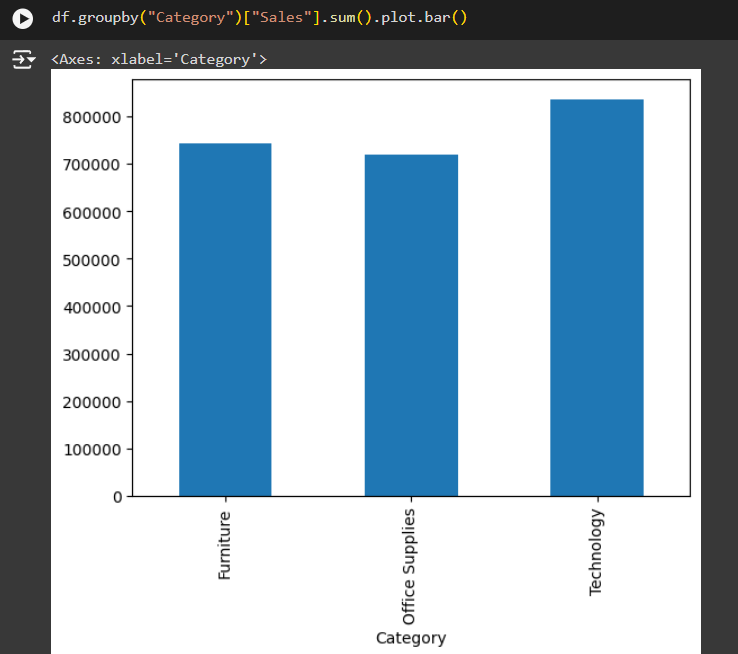 df.groupby("Category")["Sales"].sum().plot.bar()
<Axes: xlabel='Category'>
800000
700000
600000
500000
400000
300000
200000
100000
0
Furniture
Office Supplies
Technology
Category